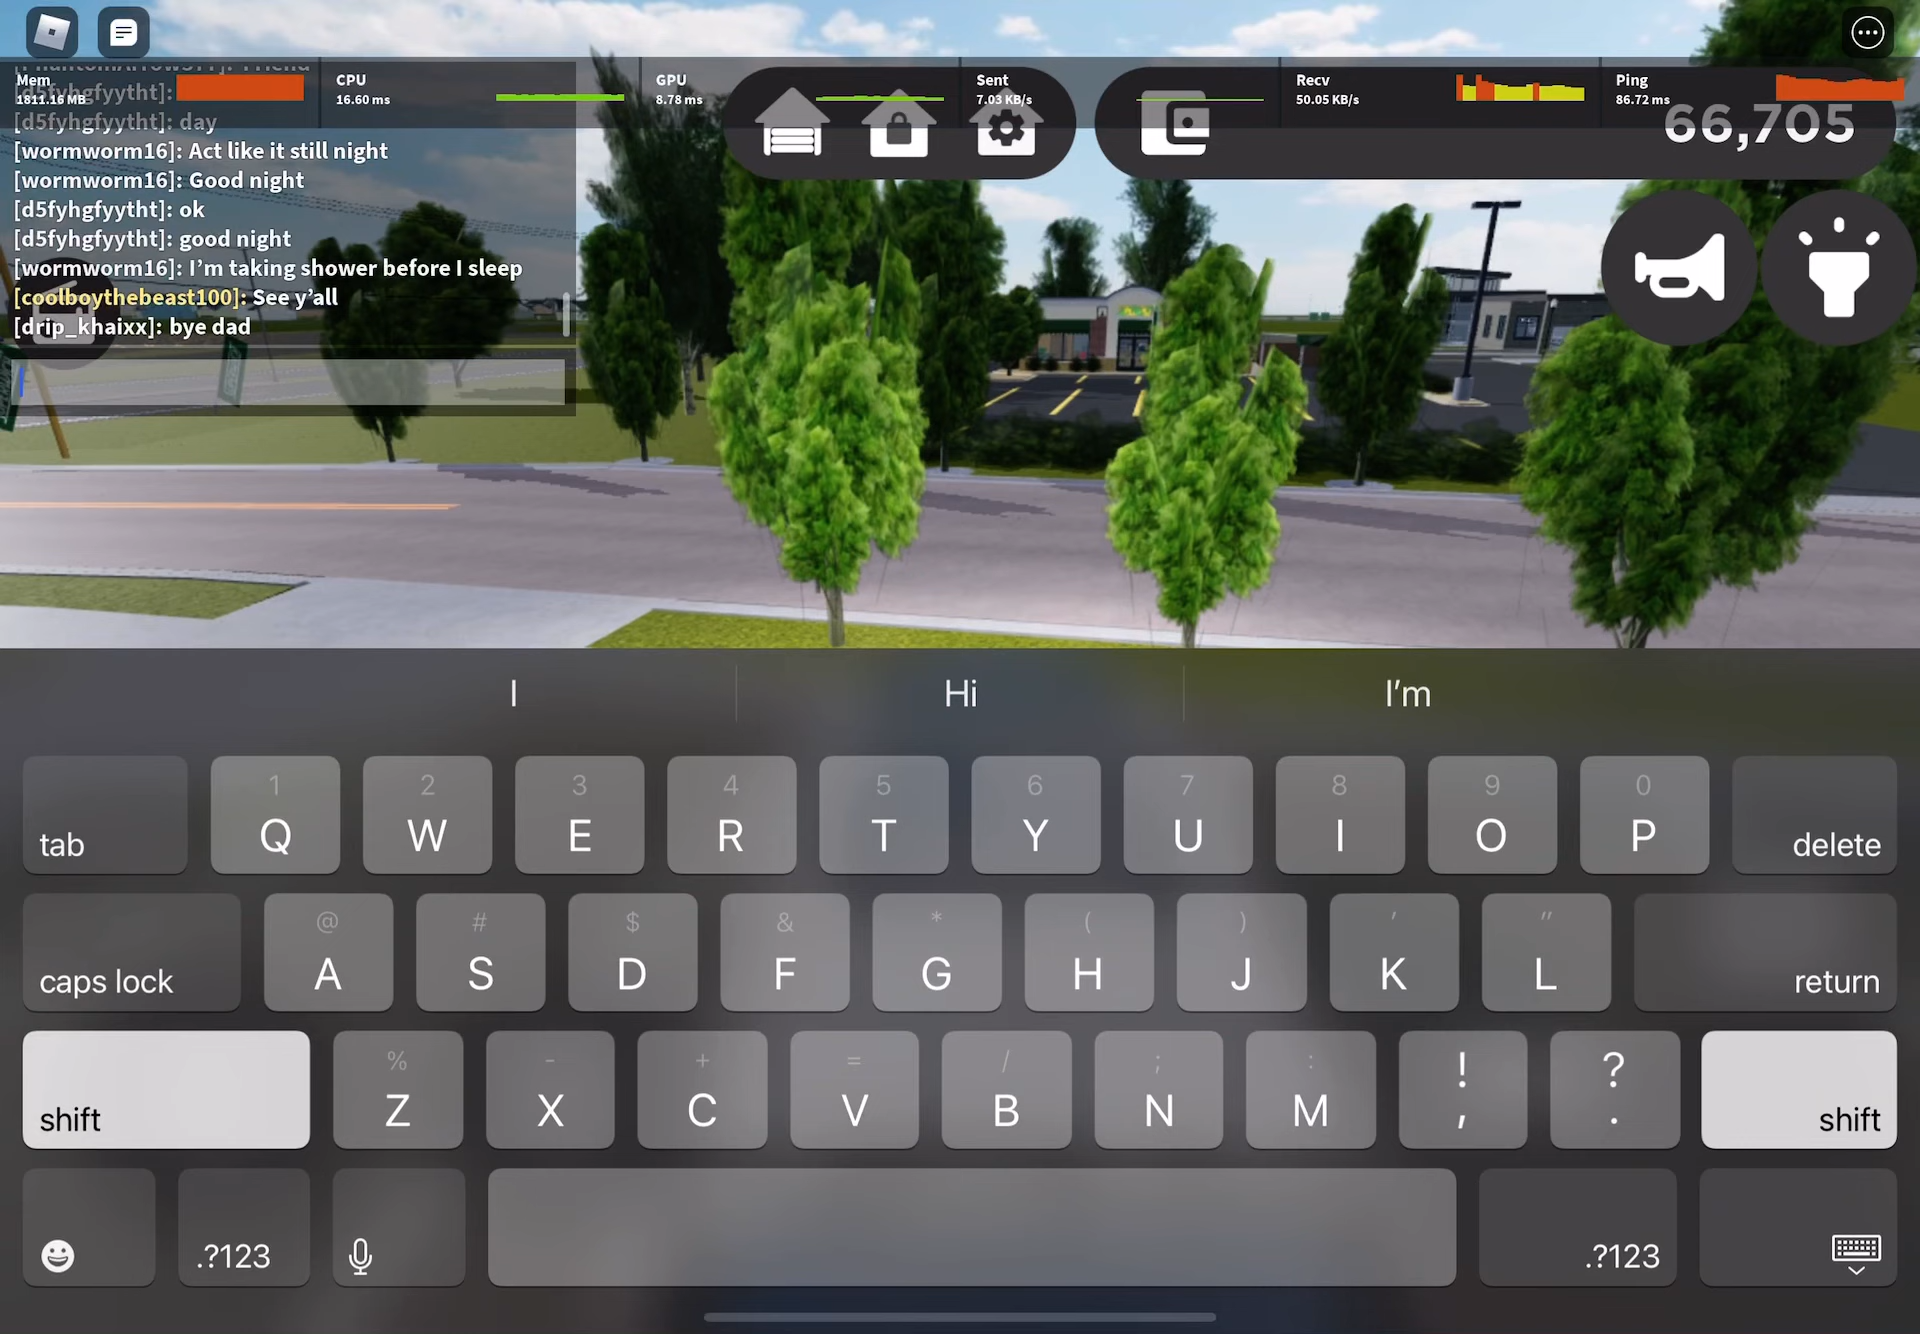 Mem
1811.16 MB
CPU
16.60 ms
GPU
8.78 ms
Sent
7.03 KB/s
Recv
50.05 KB/s
Ping
86.72 ms
66,705
[d5fyhgfyytht]:
[d5fyhgfyytht]: day
[wormworm16]: Act like it still night
[wormworm16]: Good night
[d5fyhgfyytht]: ok
[d5fyhgfyytht]: good night
[wormworm16]: I'm taking shower before I sleep
[coolboythebeast100]: See y'all
[drip_khaixx]: bye dad
I Hi I'm
1 2 3 4 5 6 7 8 9 0
tab Q W E R T Y U I O P delete
@ # $ & * ( ) ' "
caps lock A S D F G H J K L return
% - + = / ; : ! ?
shift Z X C V B N M , . shift
.?123 .?123